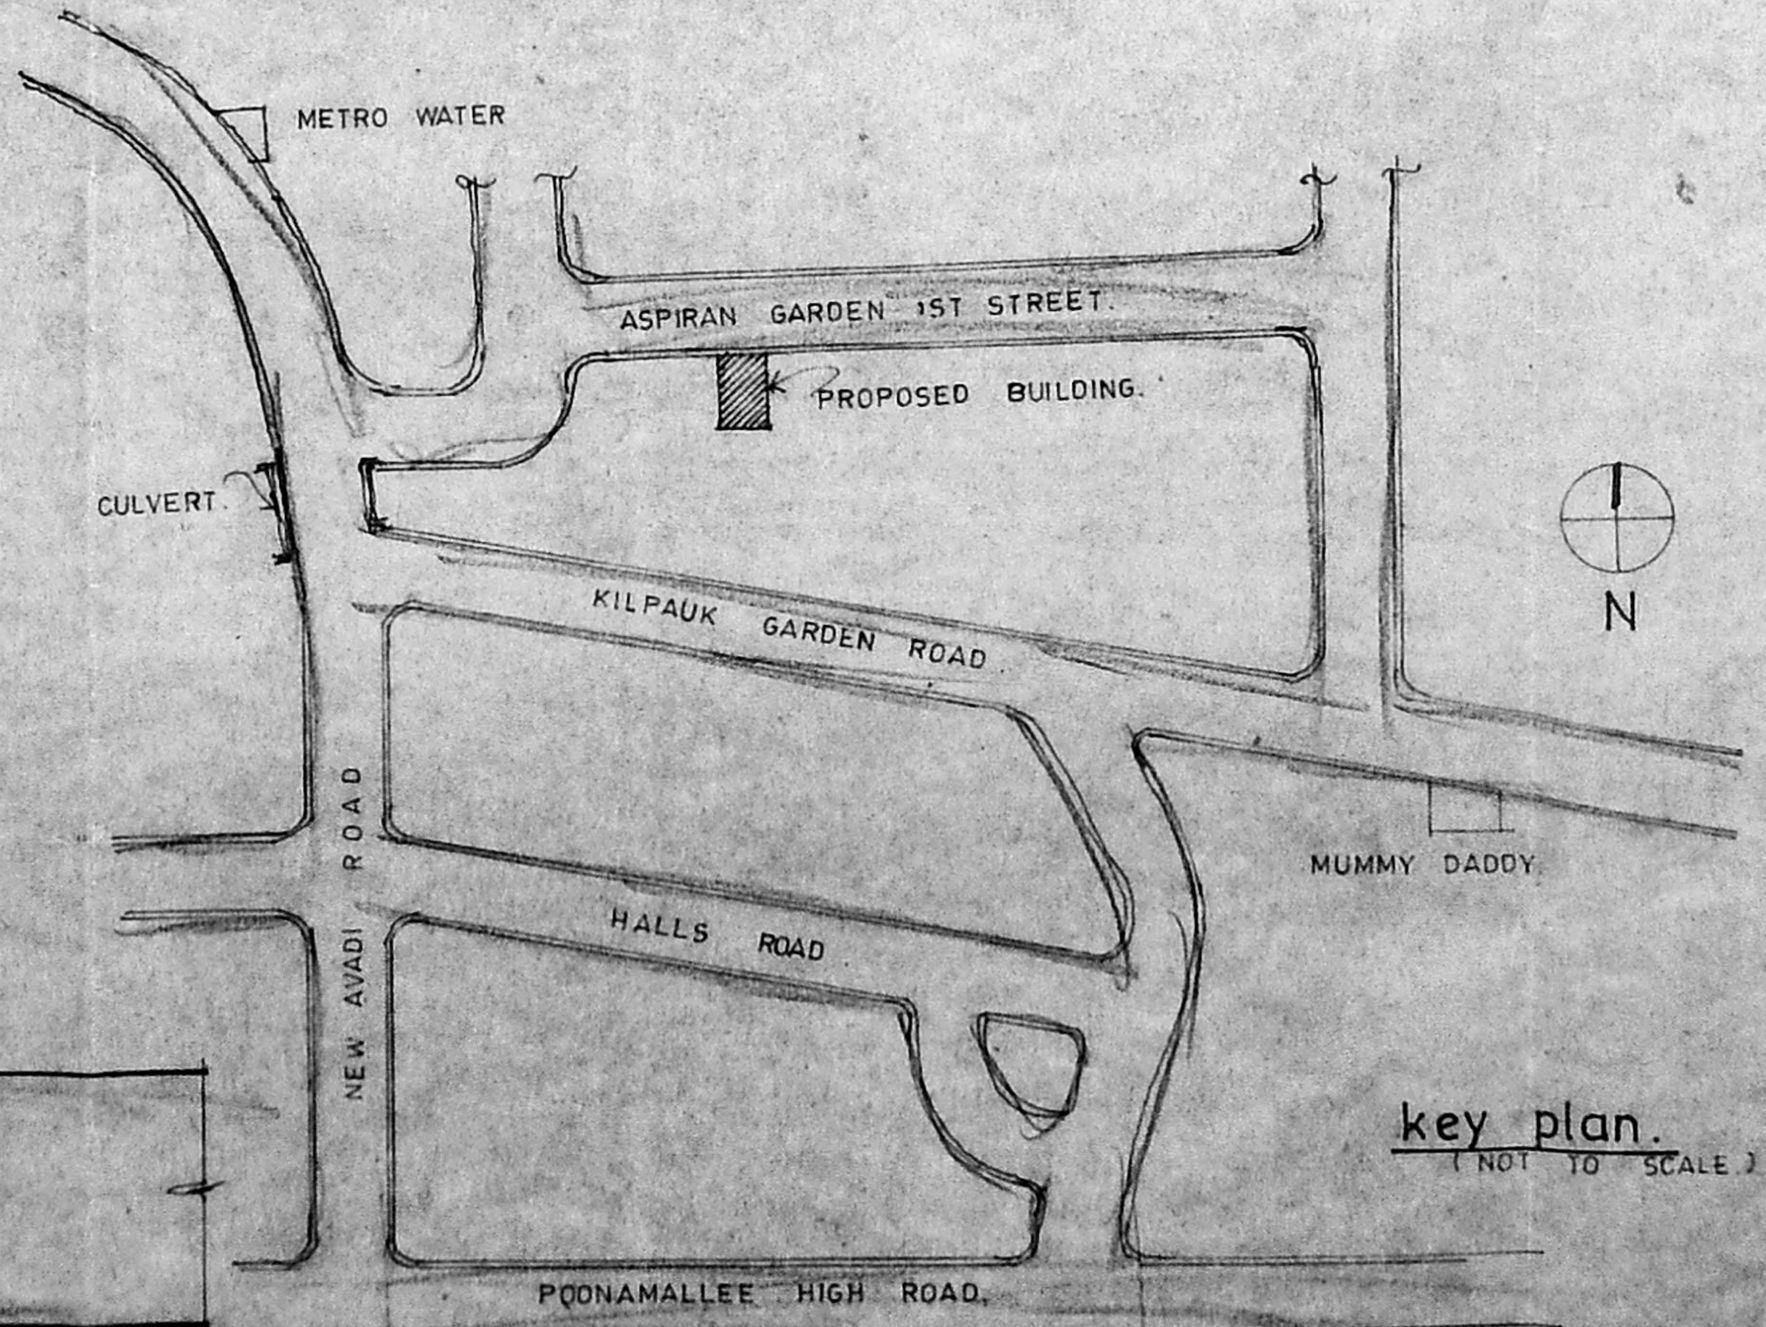 METRO WATER
ASPIRAN GARDEN 1ST STREET.
PROPOSED BUILDING.
CULVERT.
KILPAUK GARDEN ROAD.
N
NEW AVADI ROAD
MUMMY DADDY.
HALLS ROAD.
key plan.
(NOT TO SCALE.)
POONAMALLEE HIGH ROAD.